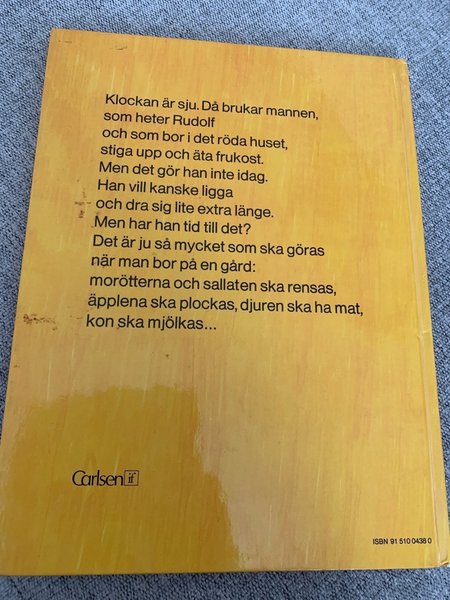 Klockan är sju. Då brukar mannen,
som heter Rudolf
och som bor i det röda huset,
stiga upp och äta frukost.
Men det gör han inte idag.
Han vill kanske ligga
och dra sig lite extra länge.
Men har han tid till det?
Det är ju så mycket som ska göras
när man bor på en gård:
morötterna och sallaten ska rensas,
äpplena ska plockas, djuren ska ha mat,
kon ska mjölkas...
Carlsen if
ISBN 91 510 0438 0